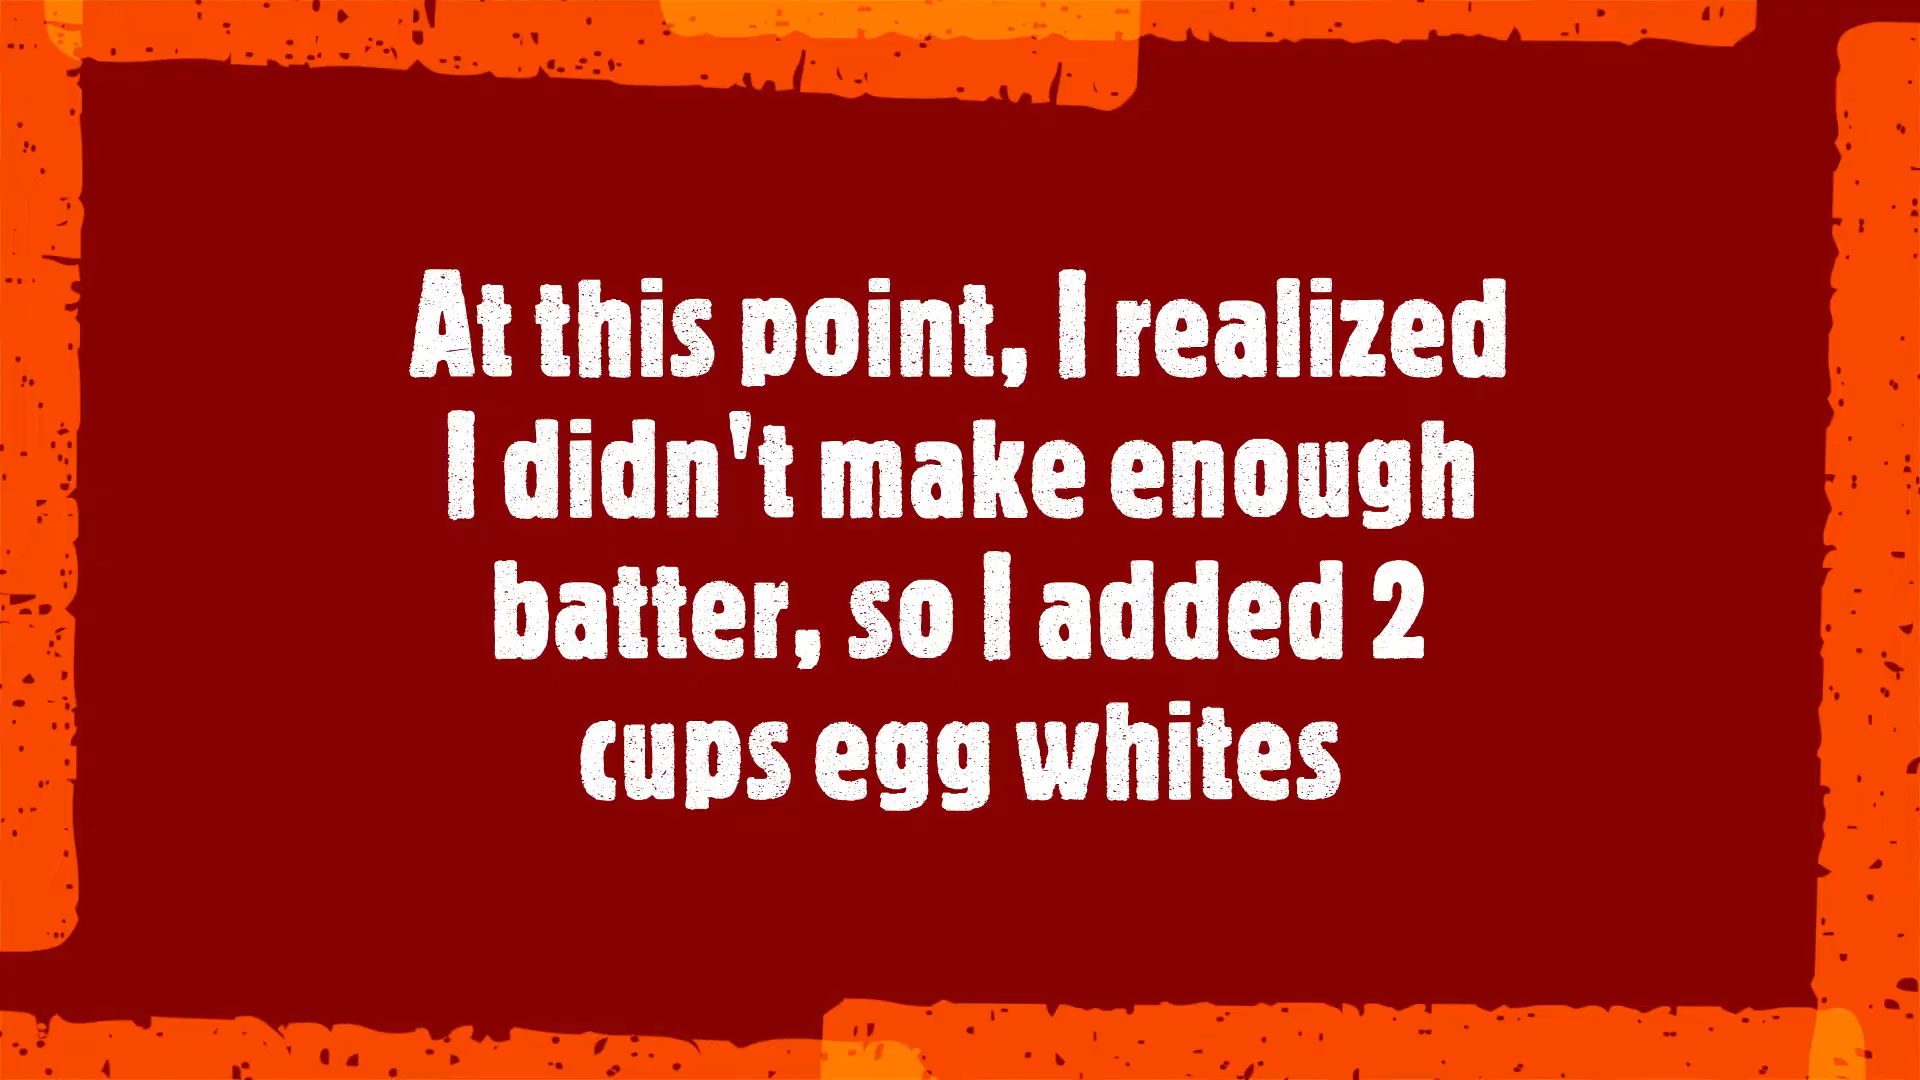 At this point, I realized
I didn't make enough
batter, so I added 2
cups egg whites